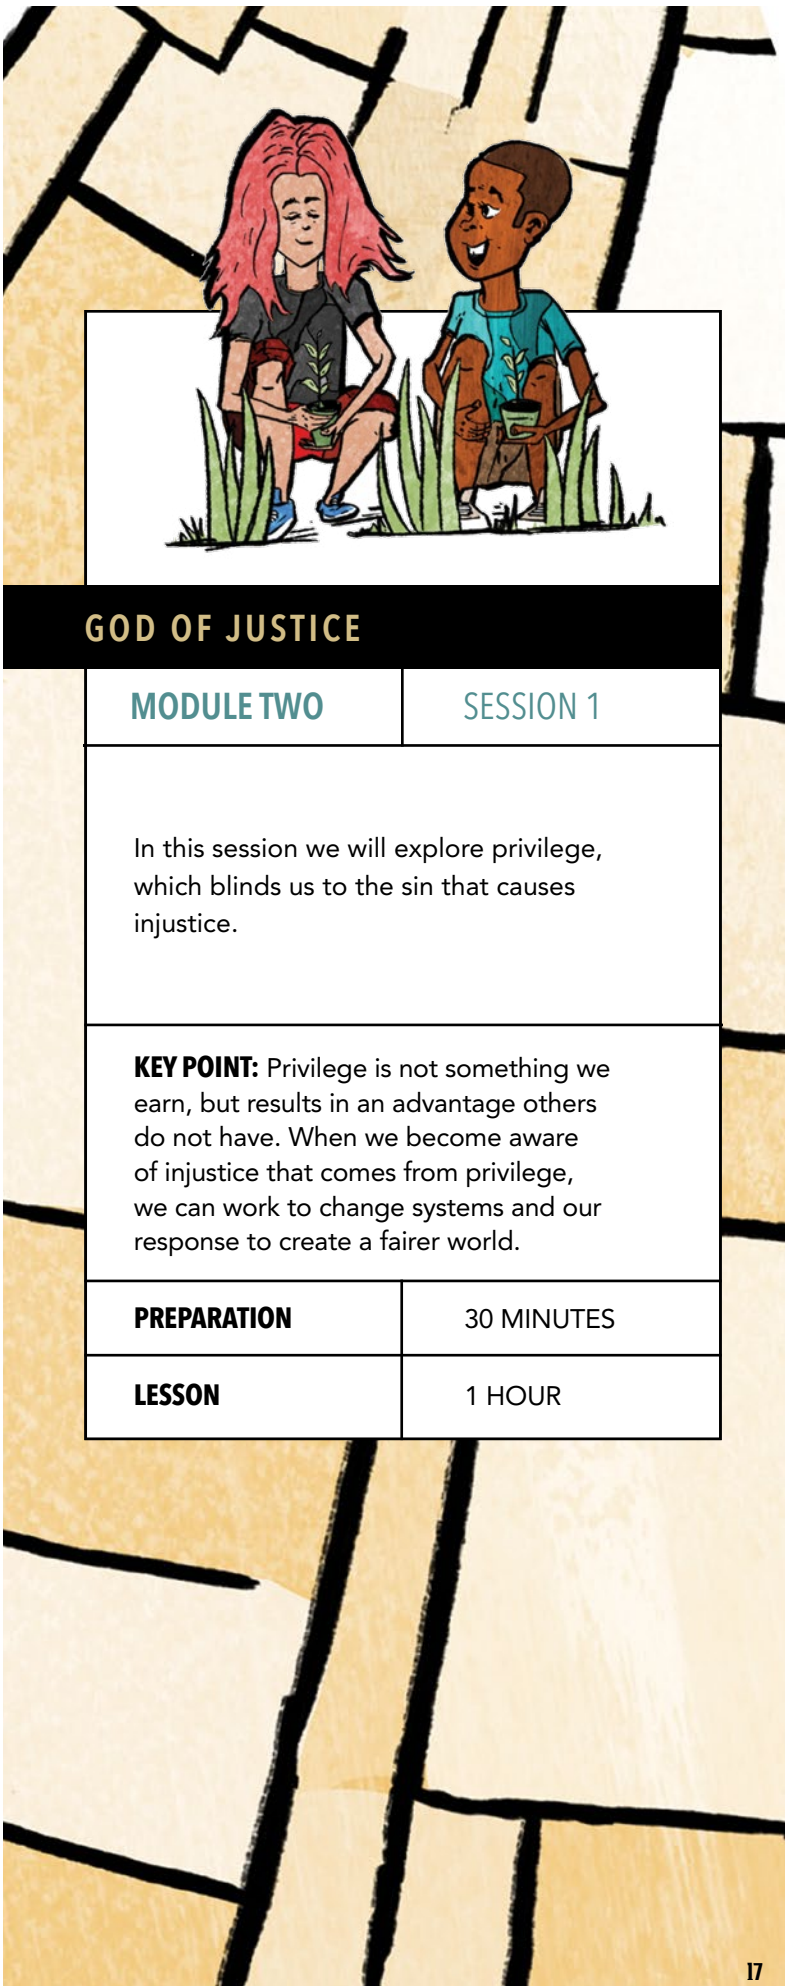 GOD OF JUSTICE
MODULE TWO
SESSION 1
In this session we will explore privilege,
which blinds us to the sin that causes
injustice.
KEY POINT: Privilege is not something we
earn, but results in an advantage others
do not have. When we become aware
of injustice that comes from privilege,
we can work to change systems and our
response to create a fairer world.
PREPARATION
30 MINUTES
LESSON
1 HOUR
17